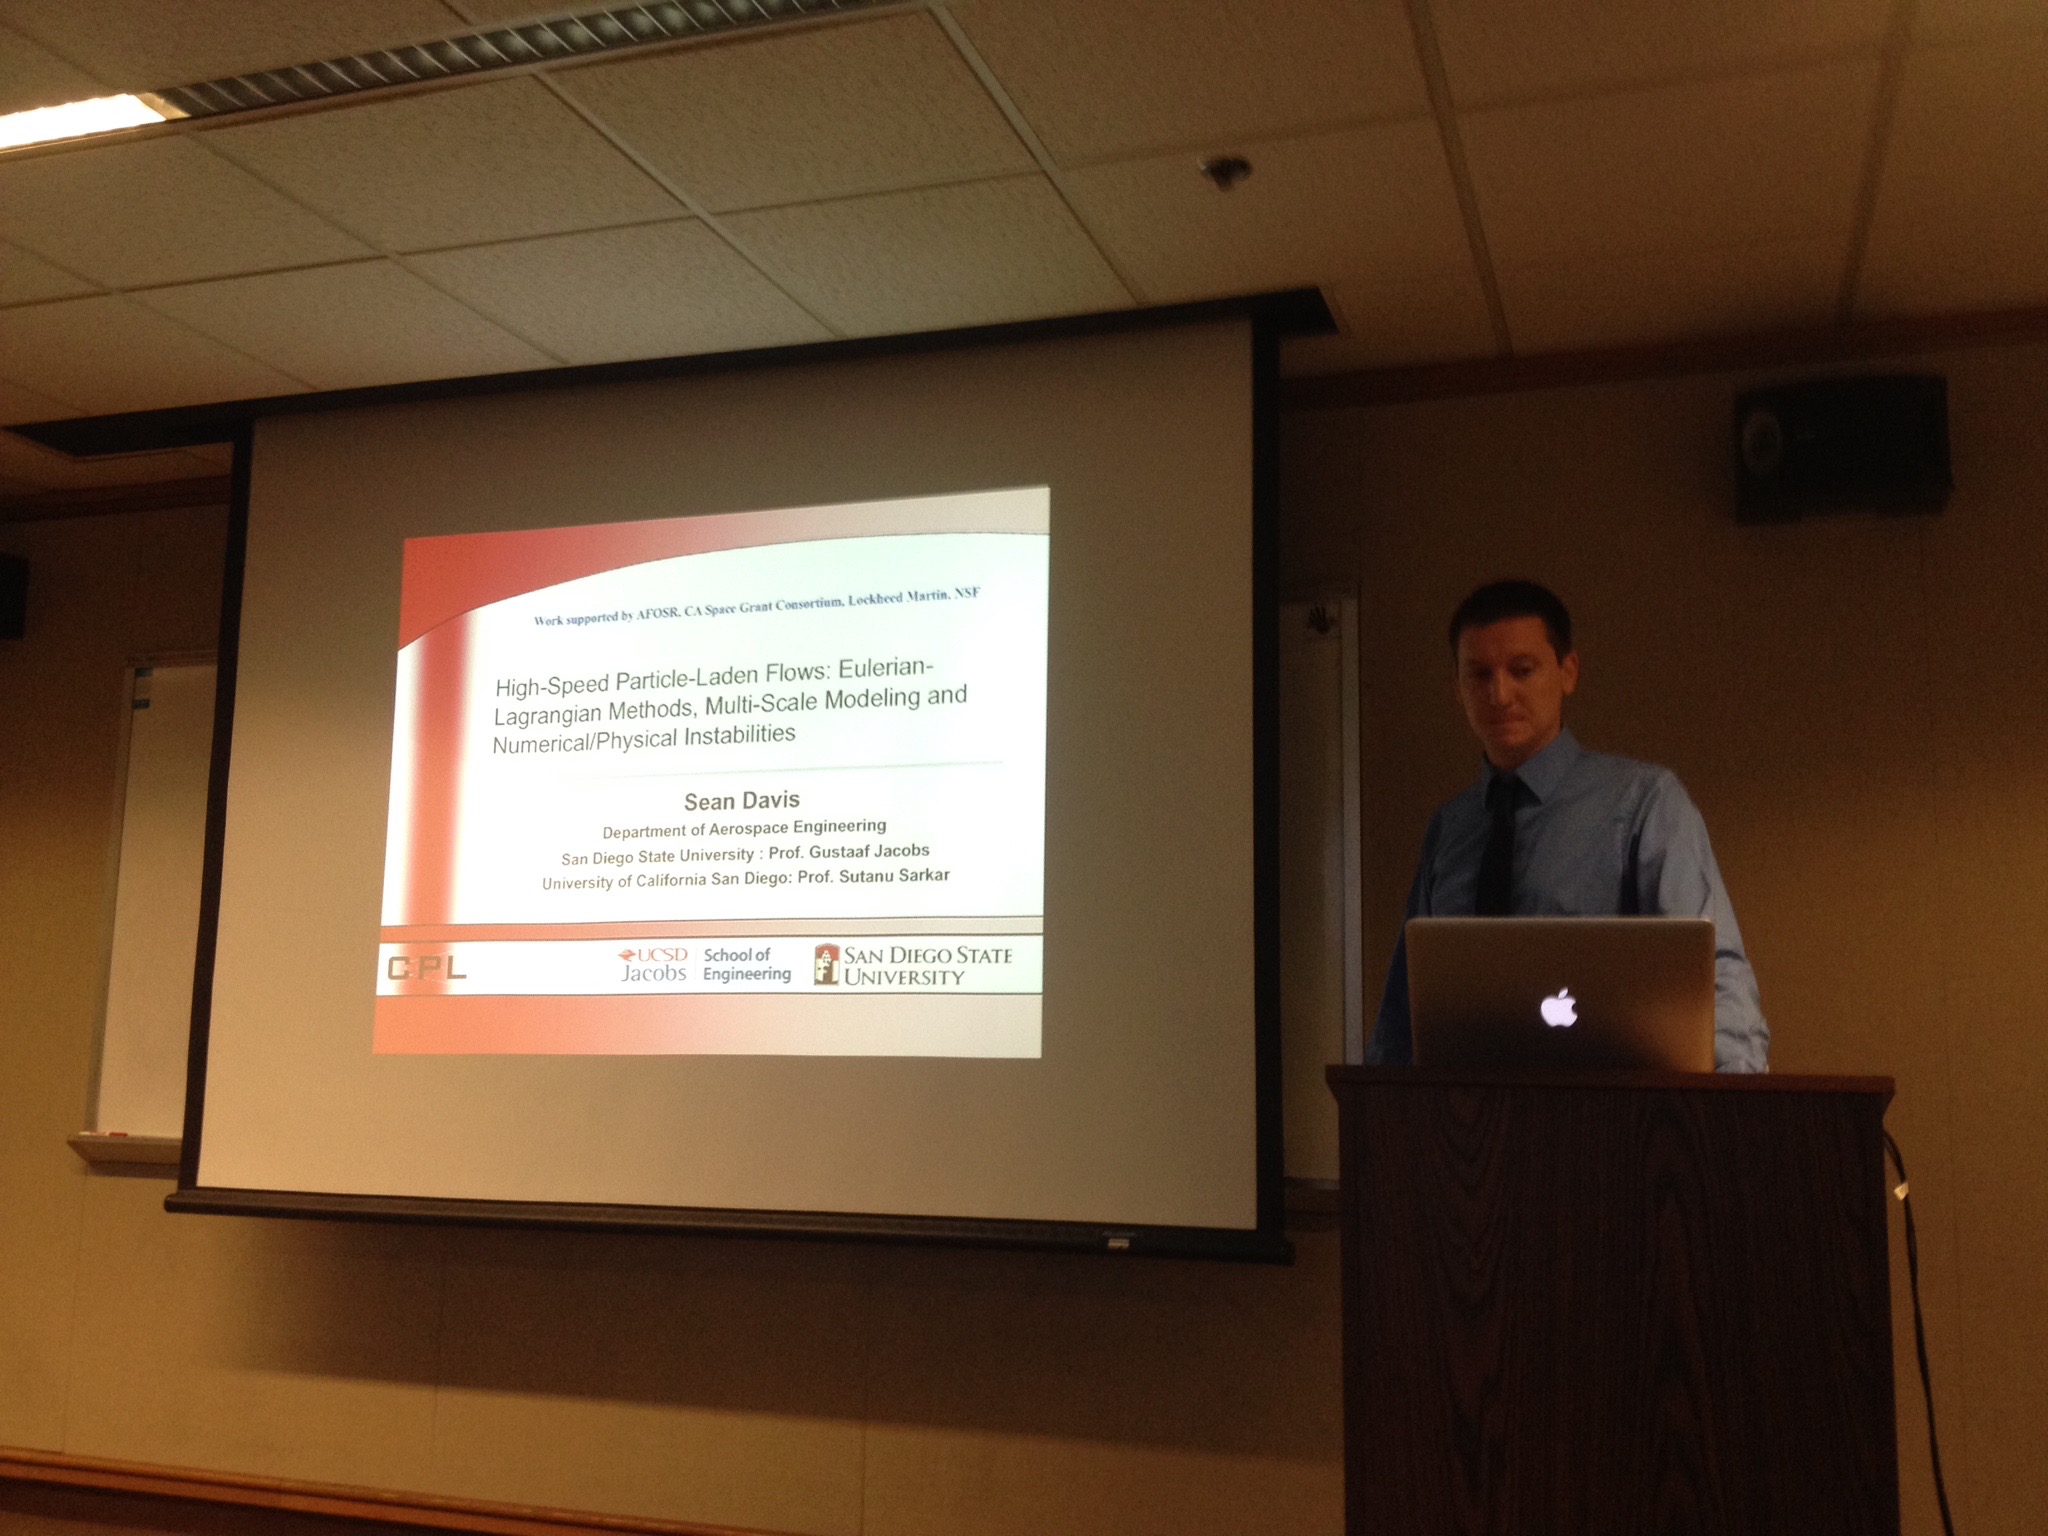 Work supported by AFOSR, CA Space Grant Consortium, Lockheed Martin, NSF
High-Speed Particle-Laden Flows: Eulerian-
Lagrangian Methods, Multi-Scale Modeling and
Numerical/Physical Instabilities
Sean Davis
Department of Aerospace Engineering
San Diego State University : Prof. Gustaaf Jacobs
University of California San Diego: Prof. Sutanu Sarkar
CPL
UCSD
Jacobs
School of
Engineering
SAN DIEGO STATE
UNIVERSITY